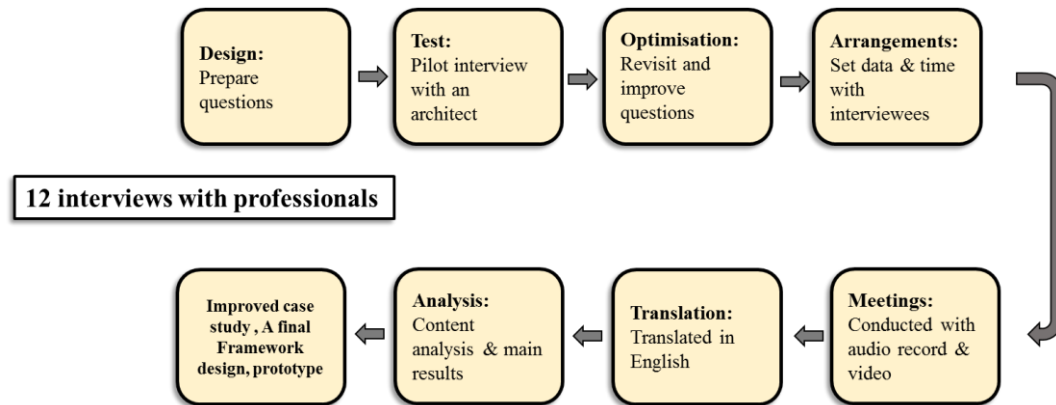 Design:
Prepare
questions
Test:
Pilot interview
with an
architect
Optimisation:
Revisit and
improve
questions
Arrangements:
Set data & time
with
interviewees
12 interviews with professionals
Improved case
study , A final
Framework
design, prototype
Analysis:
Content
analysis & main
results
Translation:
Translated in
English
Meetings:
Conducted with
audio record &
video